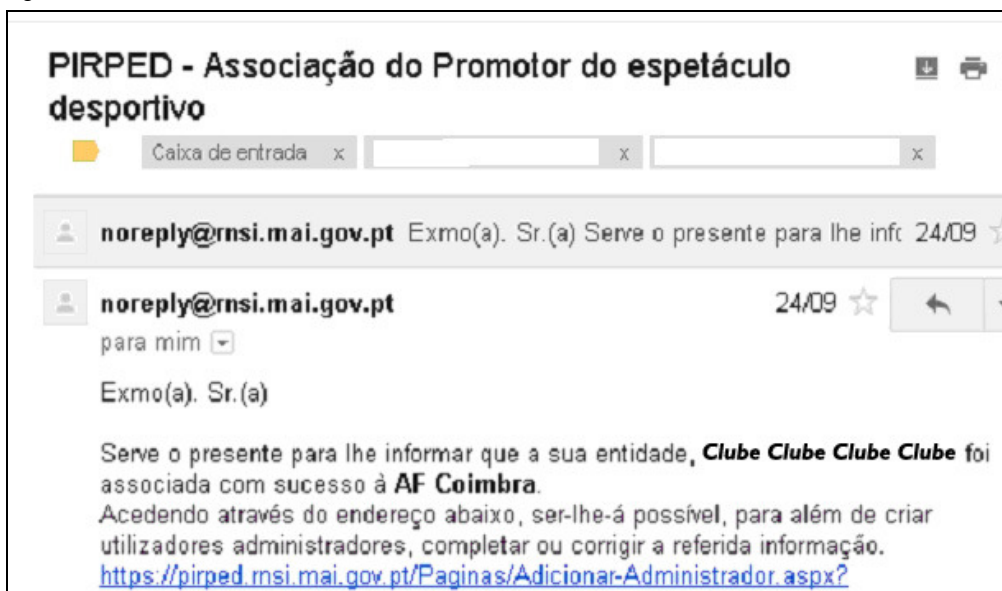 PIRPED - Associação do Promotor do espetáculo
desportivo
Caixa de entrada x x x
noreply@rnsi.mai.gov.pt Exmo(a). Sr.(a) Serve o presente para lhe infc 24/09
noreply@rnsi.mai.gov.pt 24/09
para mim
Exmo(a). Sr.(a)
Serve o presente para lhe informar que a sua entidade, Clube Clube Clube Clube foi
associada com sucesso à AF Coimbra.
Acedendo através do endereço abaixo, ser-lhe-á possível, para além de criar
utilizadores administradores, completar ou corrigir a referida informação.
https://pirped.rnsi.mai.gov.pt/Paginas/Adicionar-Administrador.aspx?